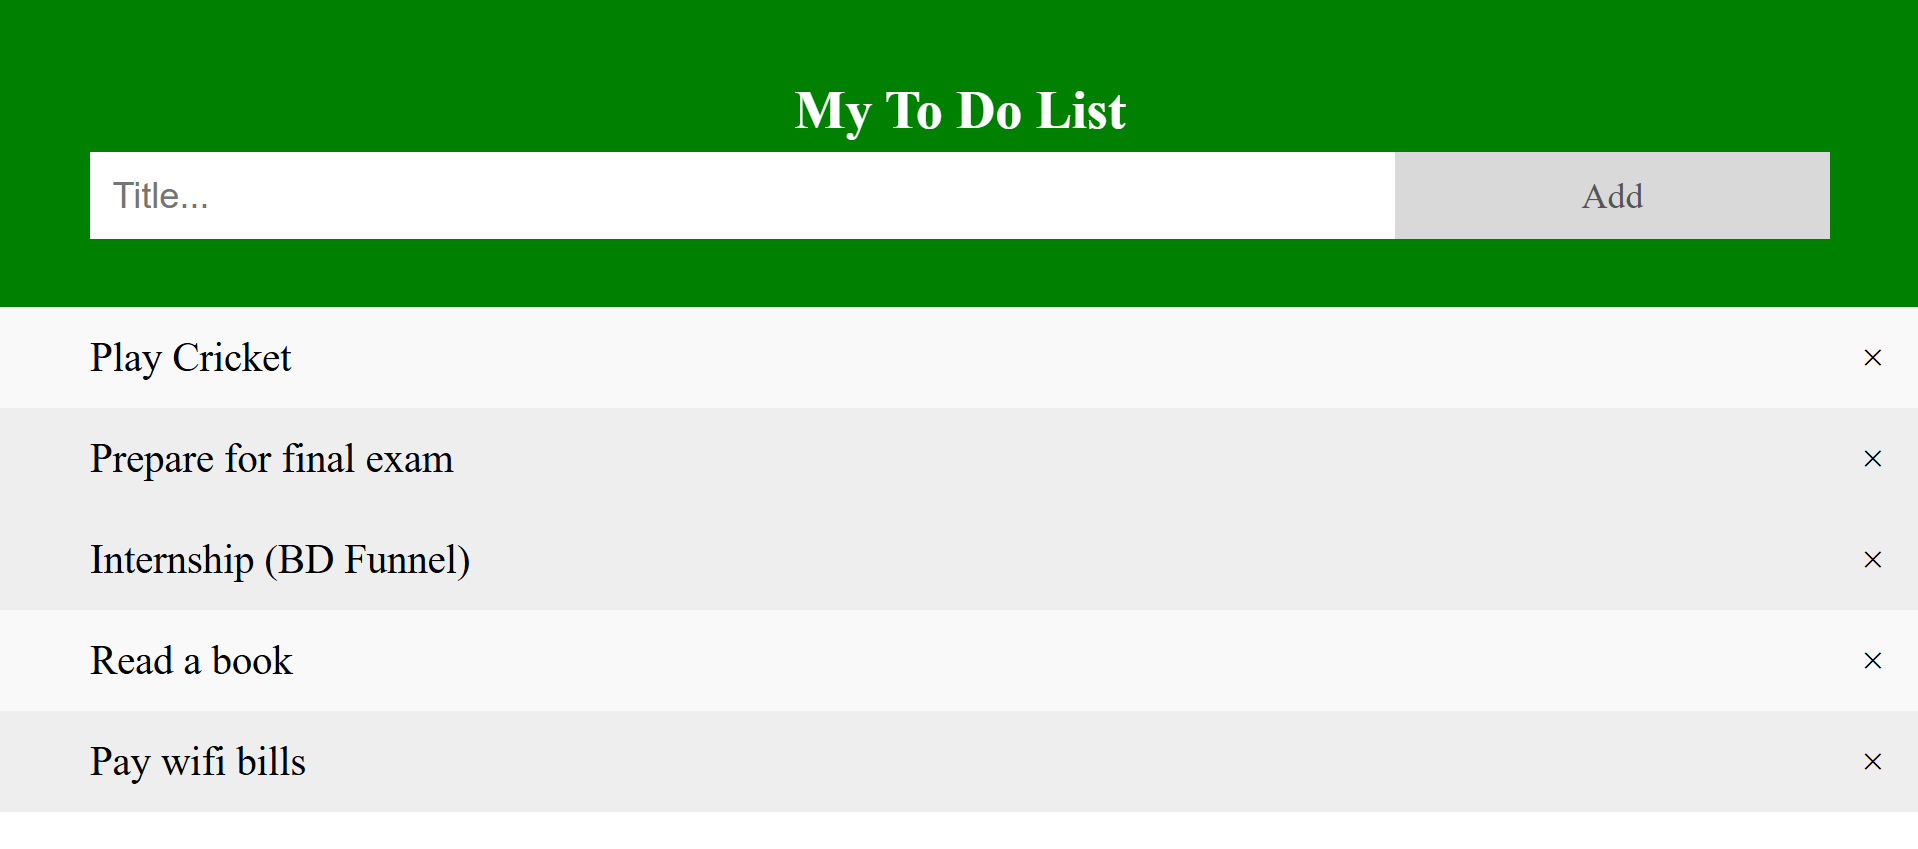 My To Do List
Title...
Add
Play Cricket ×
Prepare for final exam ×
Internship (BD Funnel) ×
Read a book ×
Pay wifi bills ×